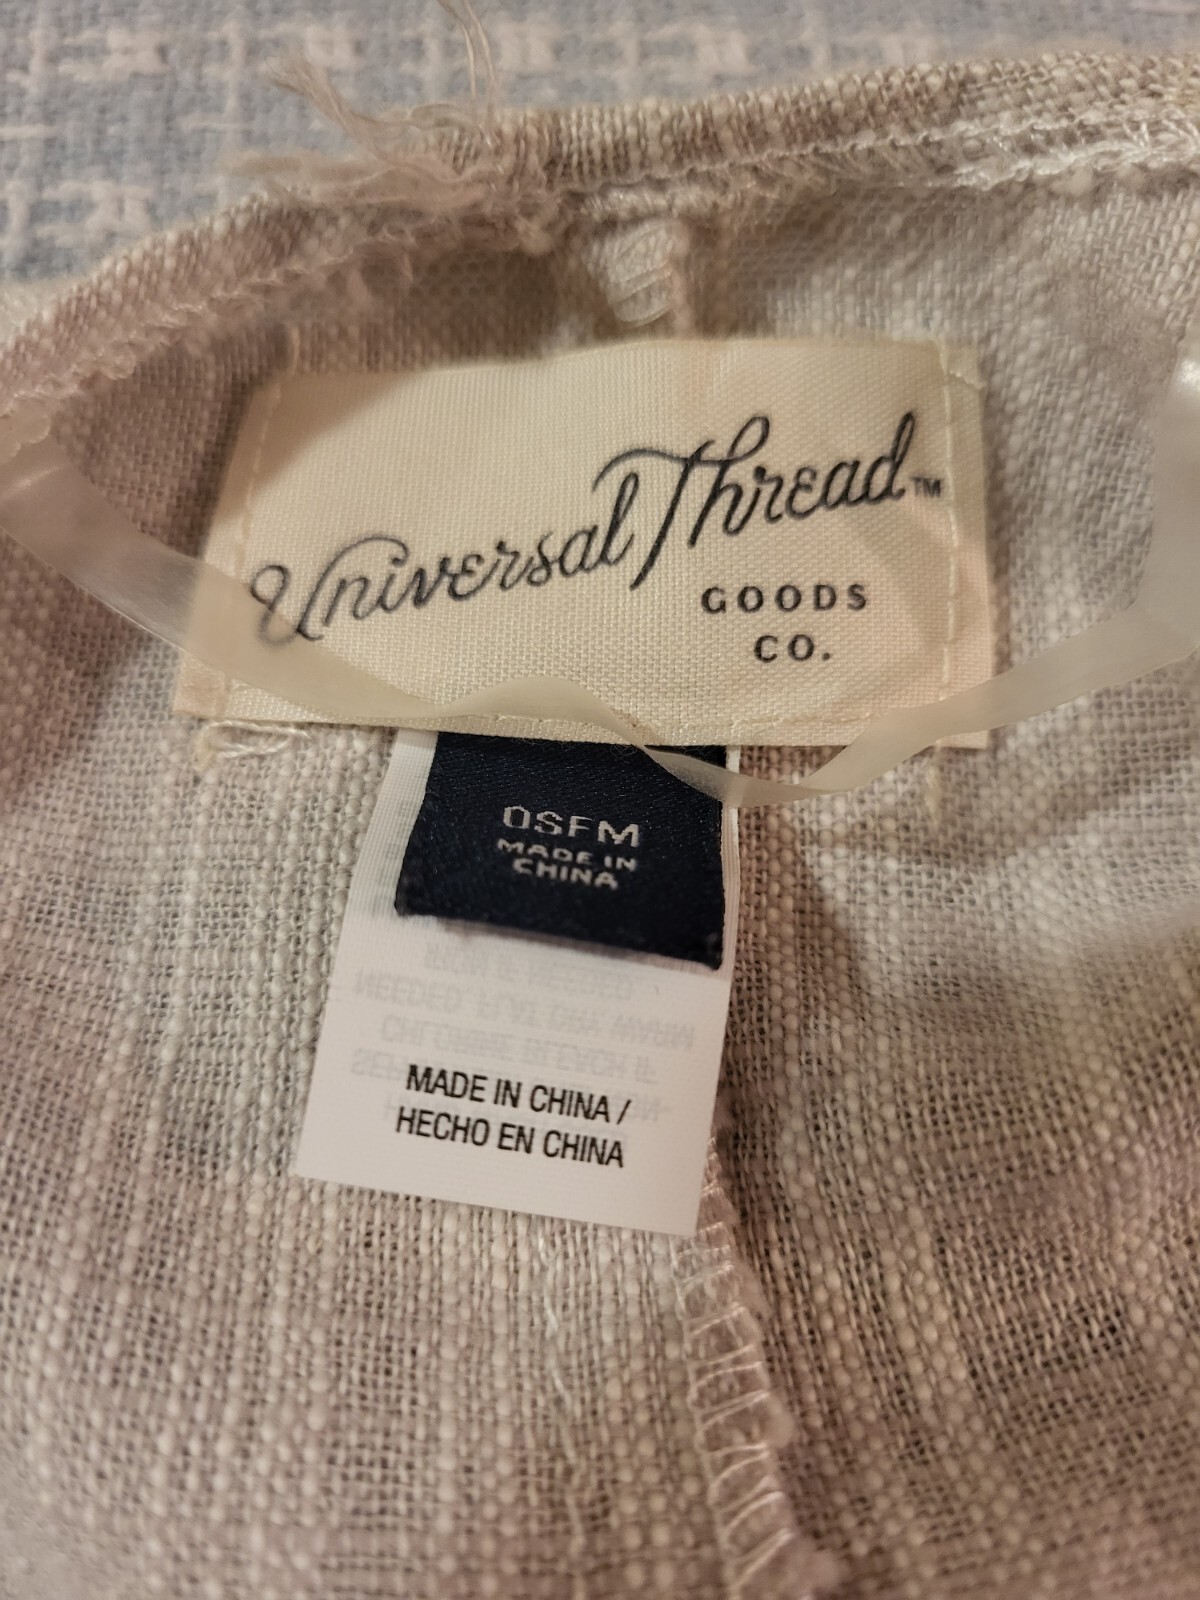 Universal Thread™
GOODS
CO.
OSFM
MADE IN
CHINA
MADE IN CHINA /
HECHO EN CHINA